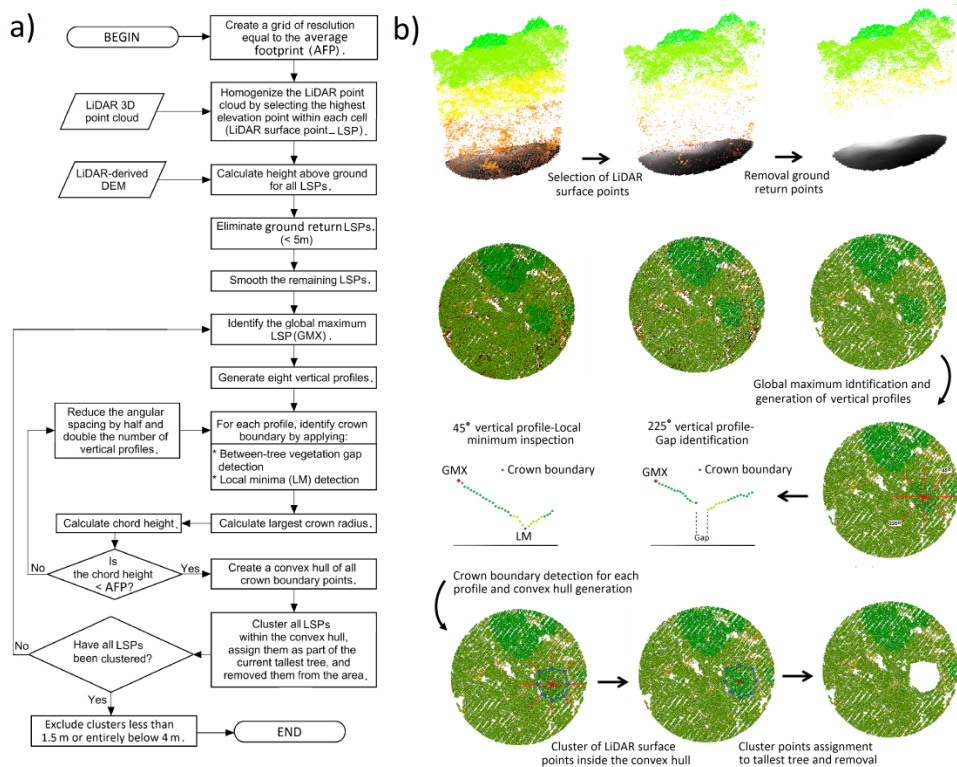 a)
BEGIN
Create a grid of resolution
equal to the average
footprint (AFP).
LiDAR 3D
point cloud
Homogenize the LiDAR point
cloud by selecting the highest
elevation point within each cell
(LiDAR surface point_LSP).
LiDAR-derived
DEM
Calculate height above ground
for all LSPs.
Eliminate ground return LSPs.
(< 5m)
Smooth the remaining LSPs.
Identify the global maximum
LSP(GMX).
Generate eight vertical profiles.
Reduce the angular
spacing by half and
double the number of
vertical profiles.
For each profile, identify crown
boundary by applying:
* Between-tree vegetation gap
detection
* Local minima (LM) detection
Calculate chord height.
Calculate largest crown radius.
Is
the chord height
< AFP?
No
Yes
Create a convex hull of all
crown boundary points.
Cluster all LSPs
within the convex hull,
assign them as part of the
current tallest tree, and
removed them from the area.
No
Have all LSPs
been clustered?
Yes
Exclude clusters less than
1.5 m or entirely below 4 m.
END
b)
Selection of LiDAR
surface points
Removal ground
return points
Global maximum idntification and
generation of vertical profiles
45° vertical profile-Local
minimum inspection
225° vertical profile-
Gap identification
GMX
Crown boundary
LM
GMX
Crown boundary
Gap
45°
225°
Crown boundary detection for each
profile and convex hull generation
Cluster of LiDAR surface
points inside the convex hull
Cluster points assignment
to tallest tree and removal